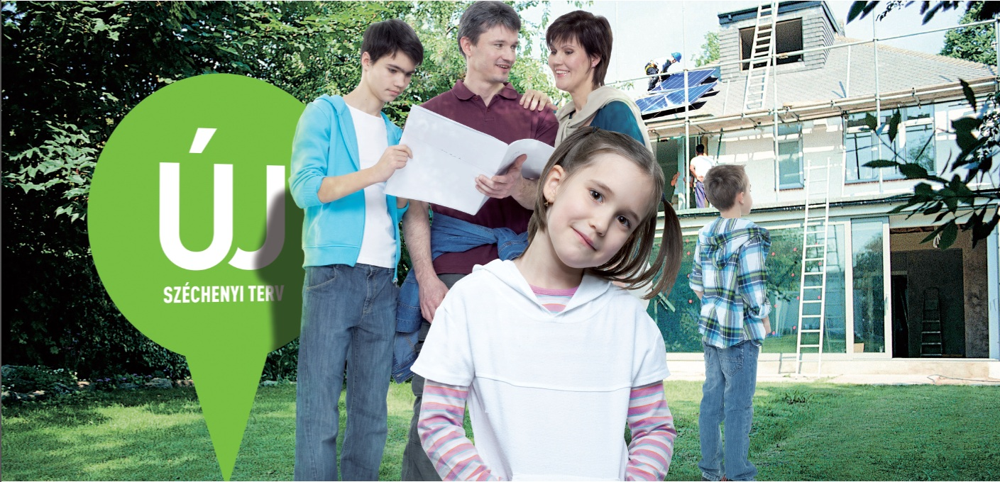 ÚJ
SZÉCHENYI TERV